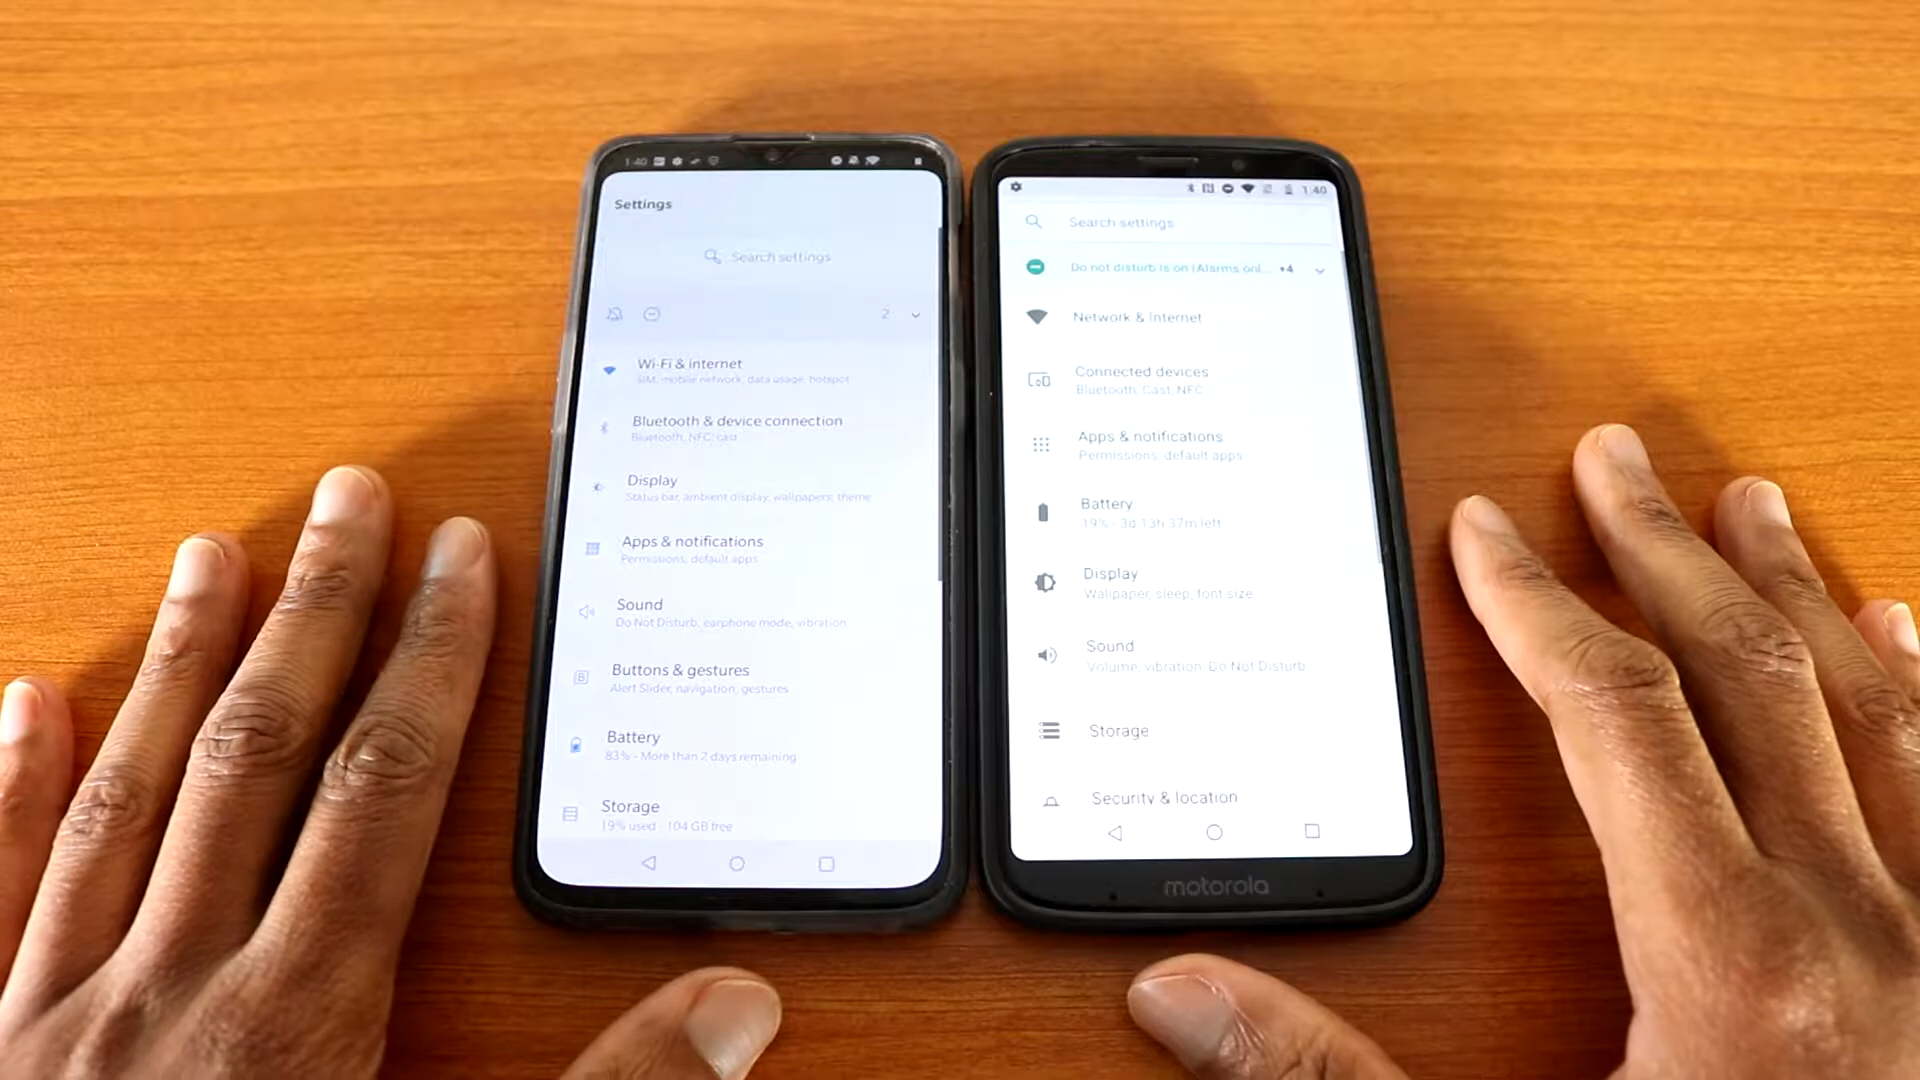 1:40
Settings
Search settings
2
Wi-Fi & internet
SIM, mobile network, data usage, hotspot
Bluetooth & device connection
Bluetooth, NFC, cast
Display
Status bar, ambient display, wallpapers, theme
Apps & notifications
Permissions, default apps
Sound
Do Not Disturb, earphone mode, vibration
Buttons & gestures
Alert Slider, navigation, gestures
Battery
83% - More than 2 days remaining
Storage
19% used - 104 GB free
1:40
Search settings
Do not disturb is on (Alarms onl... +4
Network & Internet
Connected devices
Bluetooth, Cast, NFC
Apps & notifications
Permissions, default apps
Battery
19% - 3d 13h 37m left
Display
Wallpaper, sleep, font size
Sound
Volume, vibration, Do Not Disturb
Storage
Security & location
motorola